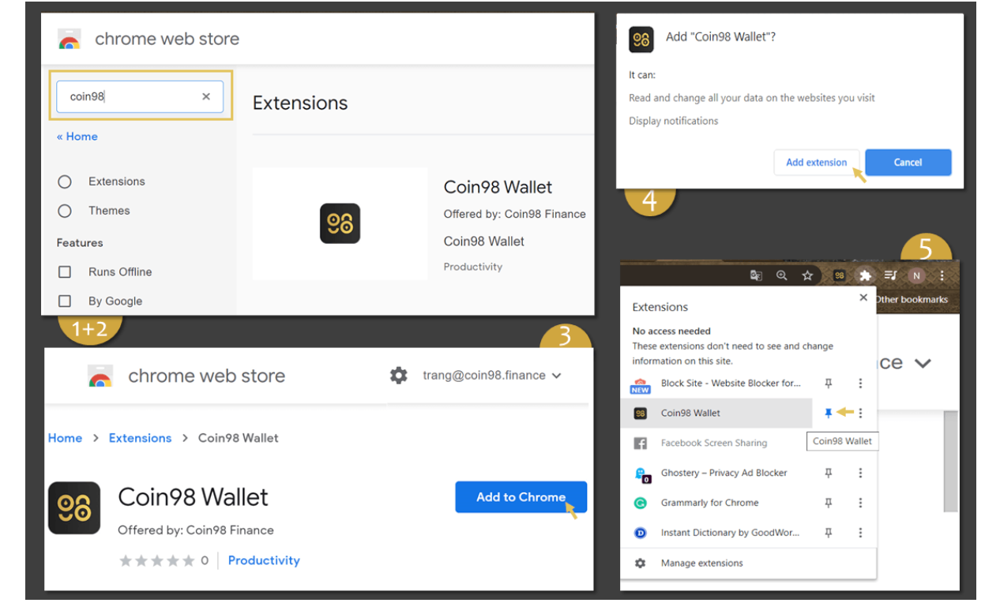 chrome web store
coin98
Extensions
« Home
Extensions
Themes
Features
Runs Offline
By Google
98
Coin98 Wallet
Offered by: Coin98 Finance
Coin98 Wallet
Productivity
1+2
3
chrome web store
trang@coin98.finance
Home > Extensions > Coin98 Wallet
98
Coin98 Wallet
Offered by: Coin98 Finance
0
Productivity
Add to Chrome
98
Add "Coin98 Wallet"?
It can:
Read and change all your data on the websites you visit
Display notifications
Add extension
Cancel
4
5
98
N
Other bookmarks
Extensions
No access needed
These extensions don't need to see and change
information on this site.
NEW
Block Site - Website Blocker for...
98
Coin98 Wallet
Coin98 Wallet
Facebook Screen Sharing
0
Ghostery – Privacy Ad Blocker
Grammarly for Chrome
Instant Dictionary by GoodWor...
Manage extensions
ce